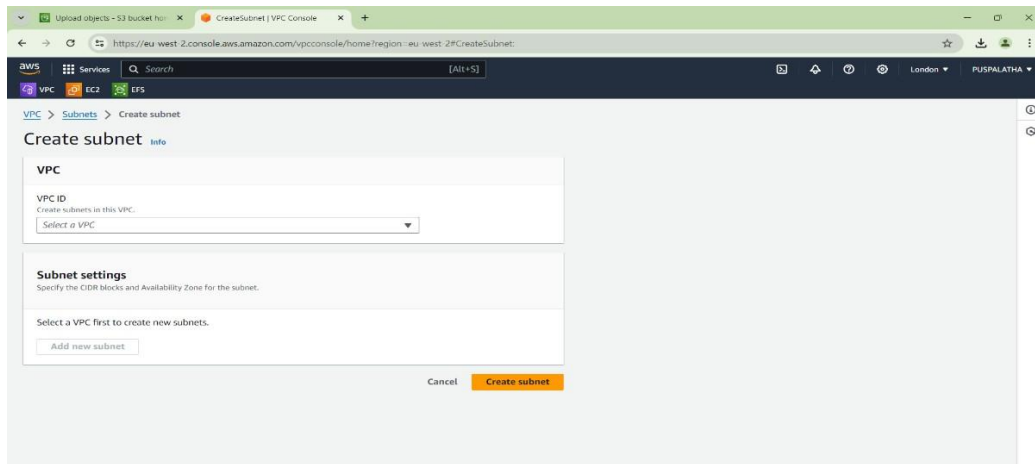 Upload objects - S3 bucket hor
CreateSubnet | VPC Console
https://eu-west-2.console.aws.amazon.com/vpcconsole/home?region=eu-west-2#CreateSubnet:
aws Services Search [Alt+S] London PUSPALATHA
VPC EC2 EFS
VPC > Subnets > Create subnet
Create subnet Info
VPC
VPC ID
Create subnets in this VPC.
Select a VPC
Subnet settings
Specify the CIDR blocks and Availability Zone for the subnet.
Select a VPC first to create new subnets.
Add new subnet
Cancel Create subnet